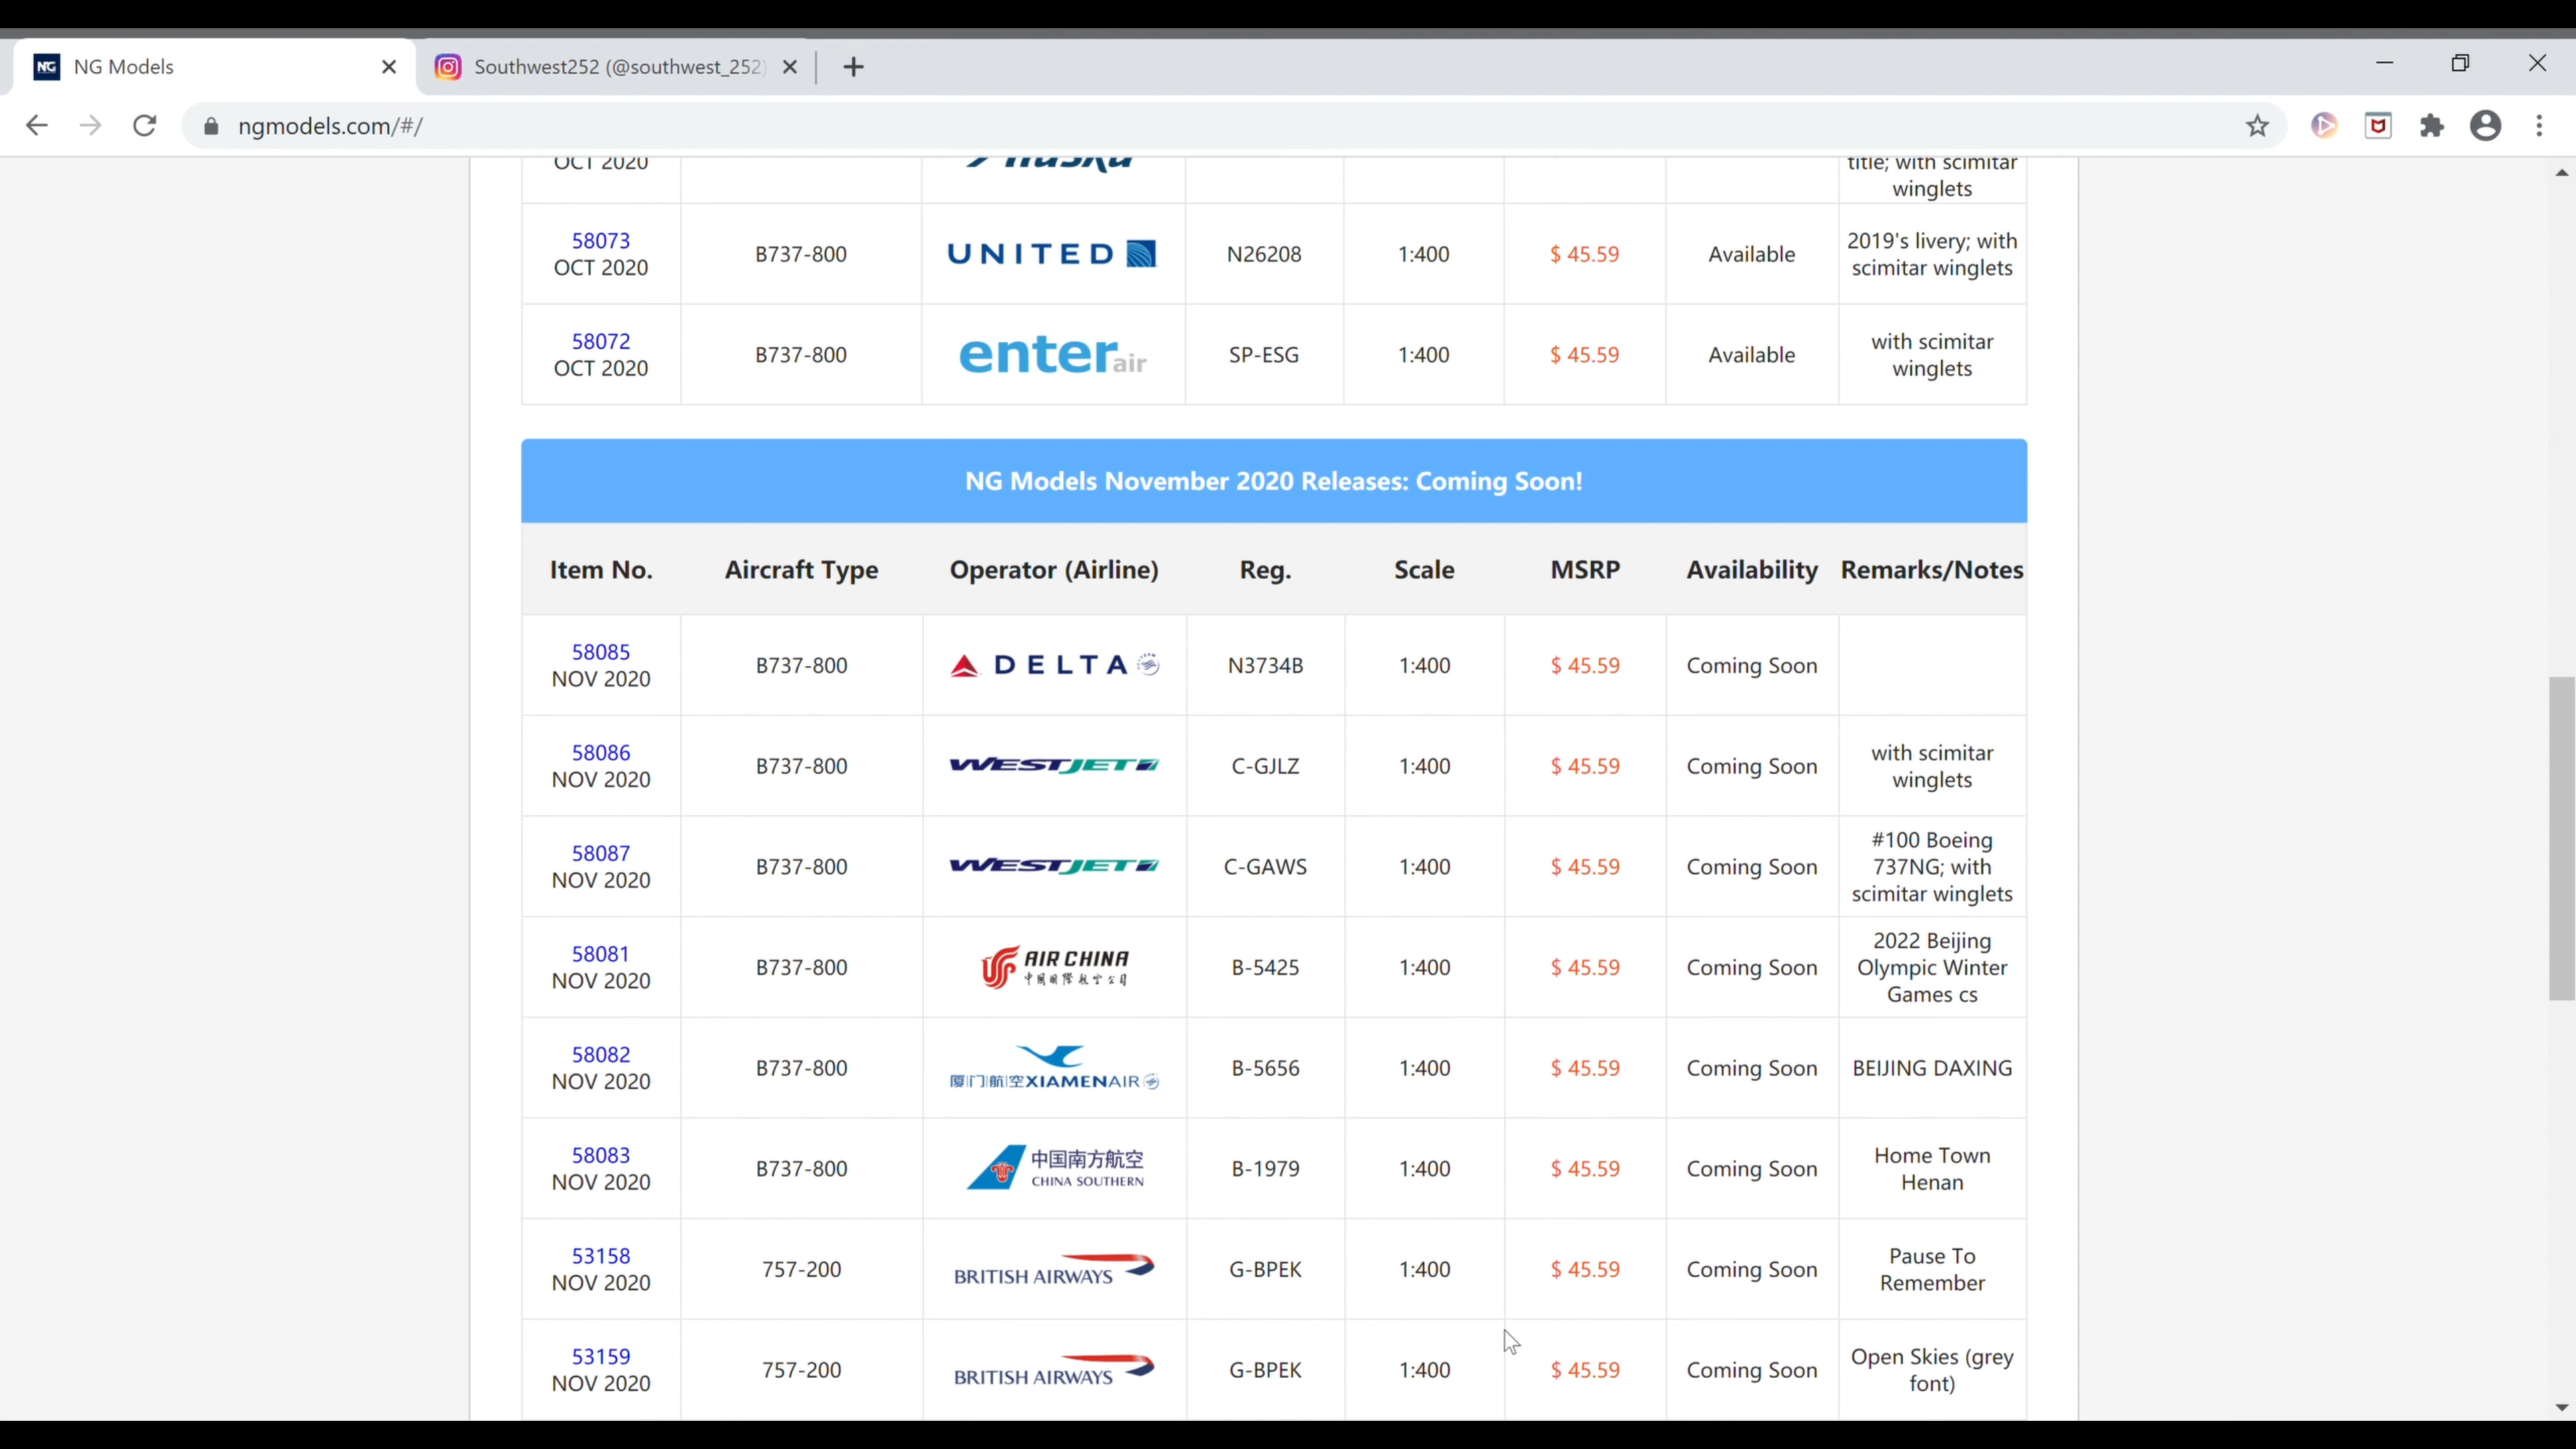 NG Models
Southwest252 (@southwest_252)
ngmodels.com/#/
OCT 2020
Alaska
title; with scimitar
winglets
58073
OCT 2020
B737-800
UNITED
N26208
1:400
$ 45.59
Available
2019's livery; with
scimitar winglets
58072
OCT 2020
B737-800
enter air
SP-ESG
1:400
$ 45.59
Available
with scimitar
winglets
NG Models November 2020 Releases: Coming Soon!
Item No. Aircraft Type Operator (Airline) Reg. Scale MSRP Availability Remarks/Notes
58085
NOV 2020
B737-800
DELTA
N3734B
1:400
$ 45.59
Coming Soon
58086
NOV 2020
B737-800
WESTJET
C-GJLZ
1:400
$ 45.59
Coming Soon
with scimitar
winglets
58087
NOV 2020
B737-800
WESTJET
C-GAWS
1:400
$ 45.59
Coming Soon
#100 Boeing
737NG; with
scimitar winglets
58081
NOV 2020
B737-800
AIR CHINA
中国国际航空公司
B-5425
1:400
$ 45.59
Coming Soon
2022 Beijing
Olympic Winter
Games cs
58082
NOV 2020
B737-800
厦门航空XIAMENAIR
B-5656
1:400
$ 45.59
Coming Soon
BEIJING DAXING
58083
NOV 2020
B737-800
中国南方航空
CHINA SOUTHERN
B-1979
1:400
$ 45.59
Coming Soon
Home Town
Henan
53158
NOV 2020
757-200
BRITISH AIRWAYS
G-BPEK
1:400
$ 45.59
Coming Soon
Pause To
Remember
53159
NOV 2020
757-200
BRITISH AIRWAYS
G-BPEK
1:400
$ 45.59
Coming Soon
Open Skies (grey
font)